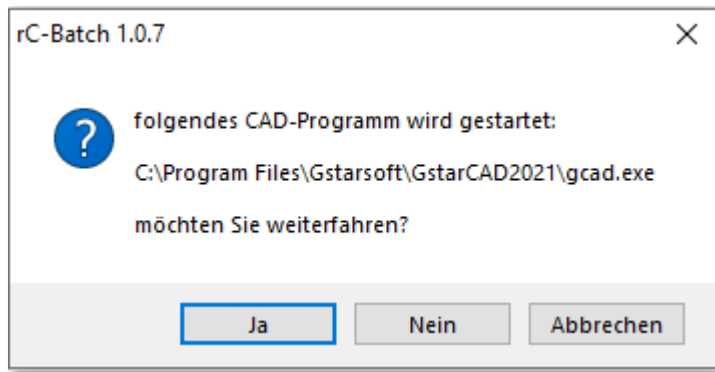 rC-Batch 1.0.7
folgendes CAD-Programm wird gestartet:
C:\Program Files\Gstarsoft\GstarCAD2021\gcad.exe
möchten Sie weiterfahren?
Ja
Nein
Abbrechen